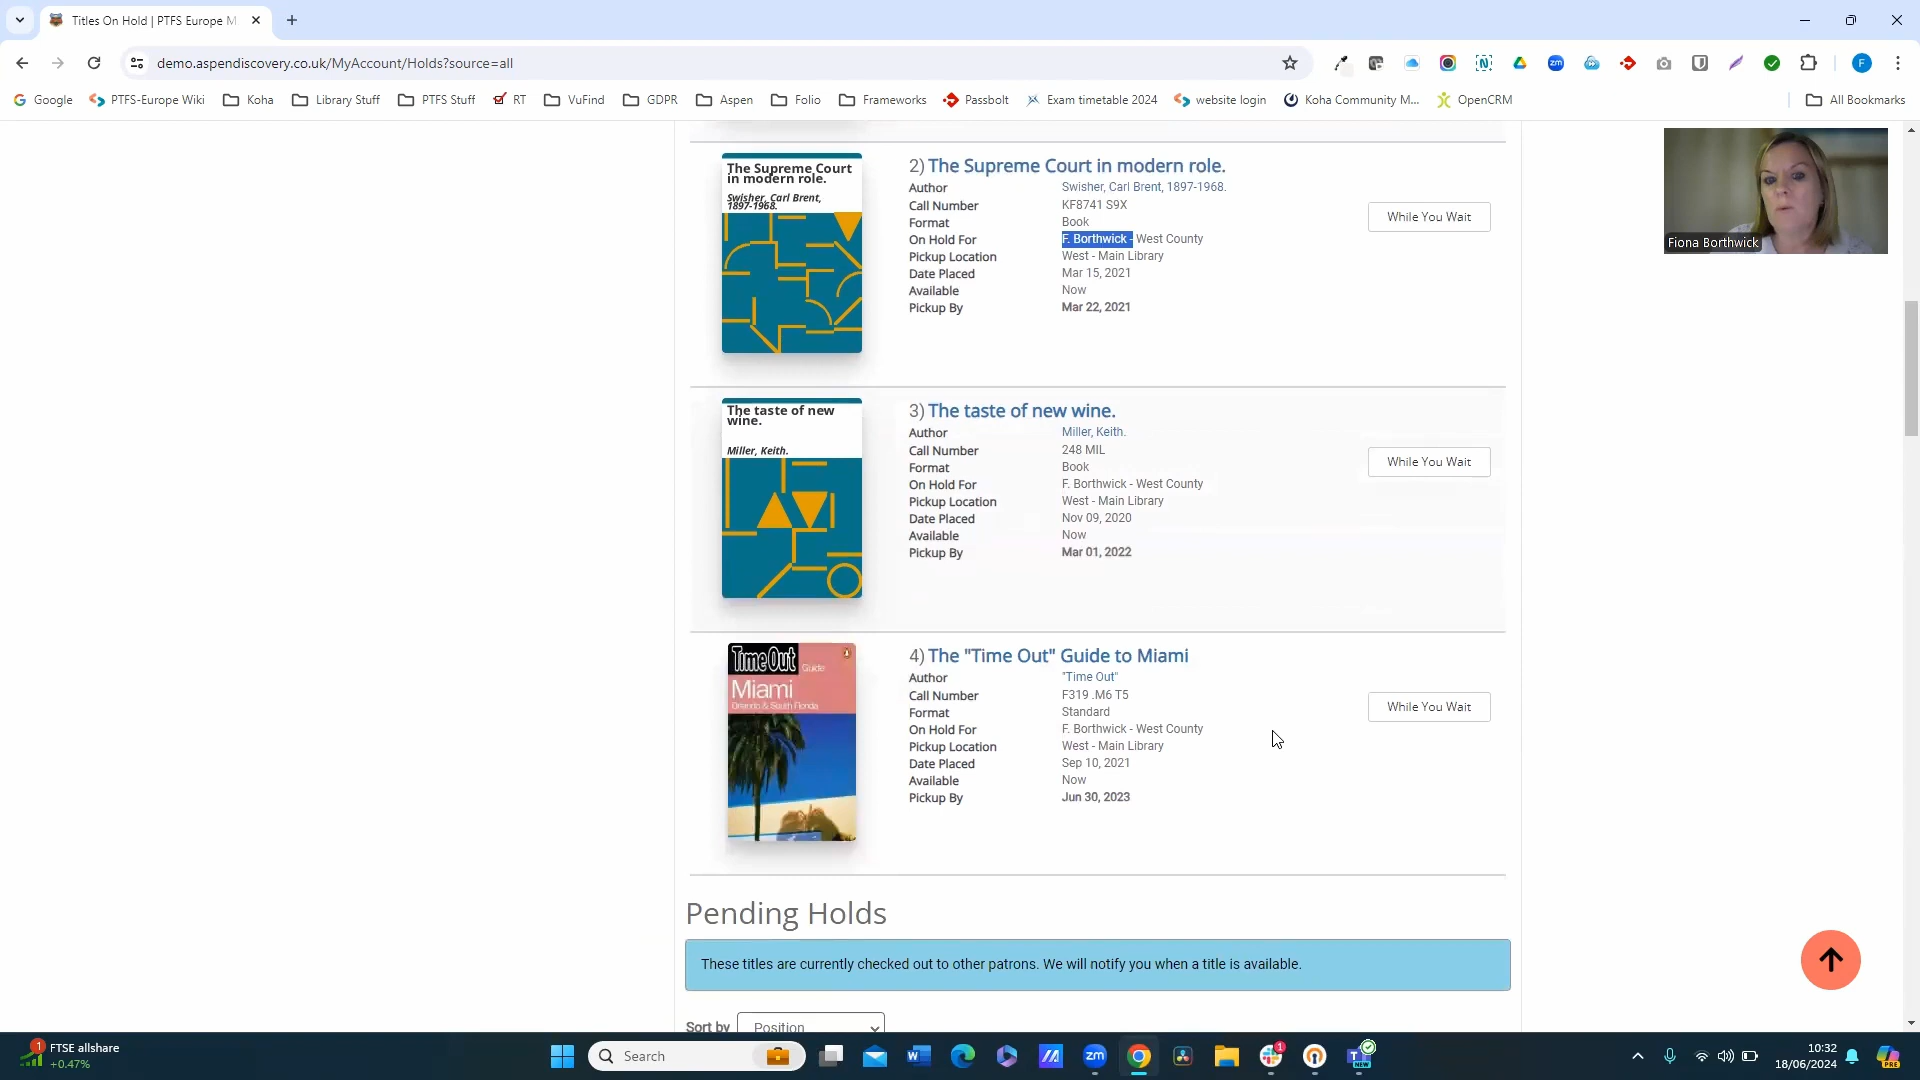 Titles On Hold | PTFS Europe M
demo.aspendiscovery.co.uk/MyAccount/Holds?source=all
Google
PTFS-Europe Wiki
Koha
Library Stuff
PTFS Stuff
RT
VuFind
GDPR
Aspen
Folio
Frameworks
Passbolt
Exam timetable 2024
website login
Koha Community M...
OpenCRM
All Bookmarks
The Supreme Court
in modern role.
Swisher, Carl Brent,
1897-1968.
2) The Supreme Court in modern role.
Author Swisher, Carl Brent, 1897-1968.
Call Number KF8741 S9X
Format Book
On Hold For F. Borthwick - West County
Pickup Location West - Main Library
Date Placed Mar 15, 2021
Available Now
Pickup By Mar 22, 2021
While You Wait
Fiona Borthwick
The taste of new
wine.
Miller, Keith.
3) The taste of new wine.
Author Miller, Keith.
Call Number 248 MIL
Format Book
On Hold For F. Borthwick - West County
Pickup Location West - Main Library
Date Placed Nov 09, 2020
Available Now
Pickup By Mar 01, 2022
While You Wait
TimeOut Guide
Miami
Orlando & South Florida
4) The "Time Out" Guide to Miami
Author "Time Out"
Call Number F319 .M6 T5
Format Standard
On Hold For F. Borthwick - West County
Pickup Location West - Main Library
Date Placed Sep 10, 2021
Available Now
Pickup By Jun 30, 2023
While You Wait
Pending Holds
These titles are currently checked out to other patrons. We will notify you when a title is available.
Sort by Position
1
FTSE allshare
+0.47%
Search
zm
1
NEW
10:32
18/06/2024
PRE